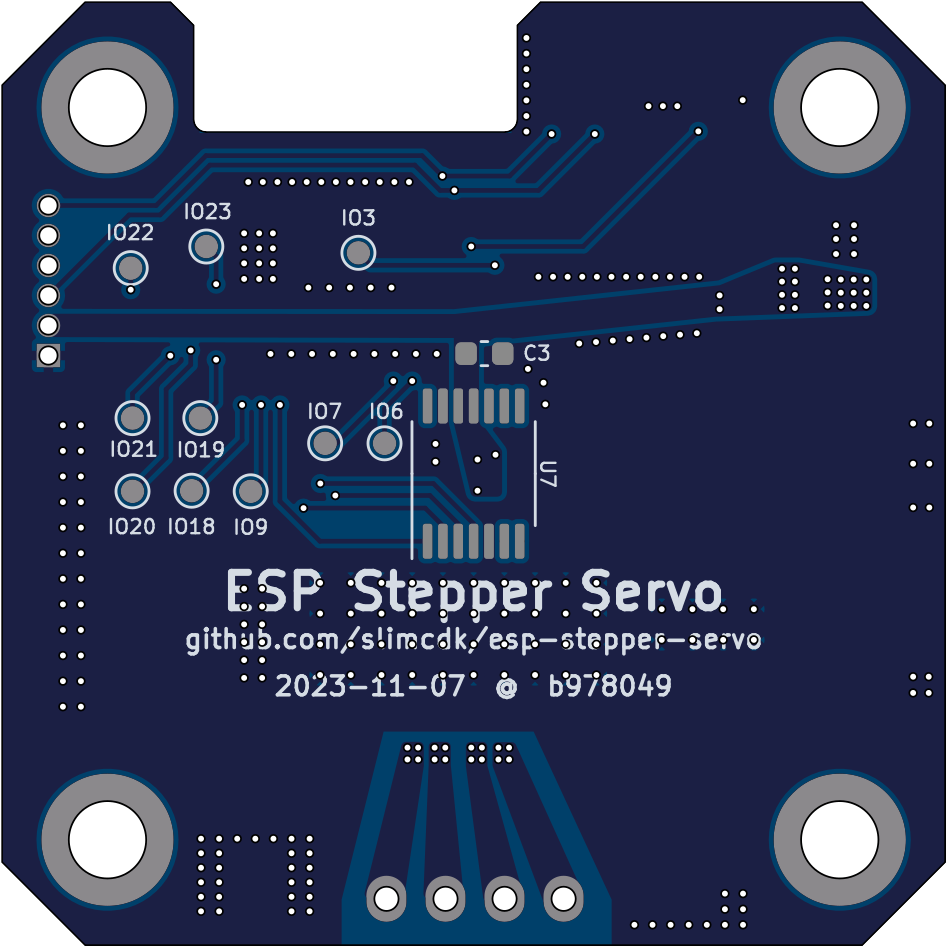 IO23
IO3
IO22
C3
IO7
IO6
IO21
IO19
U7
IO20
IO18
IO9
ESP Stepper Servo
github.com/slimcdk/esp-stepper-servo
2023-11-07 @ b978049